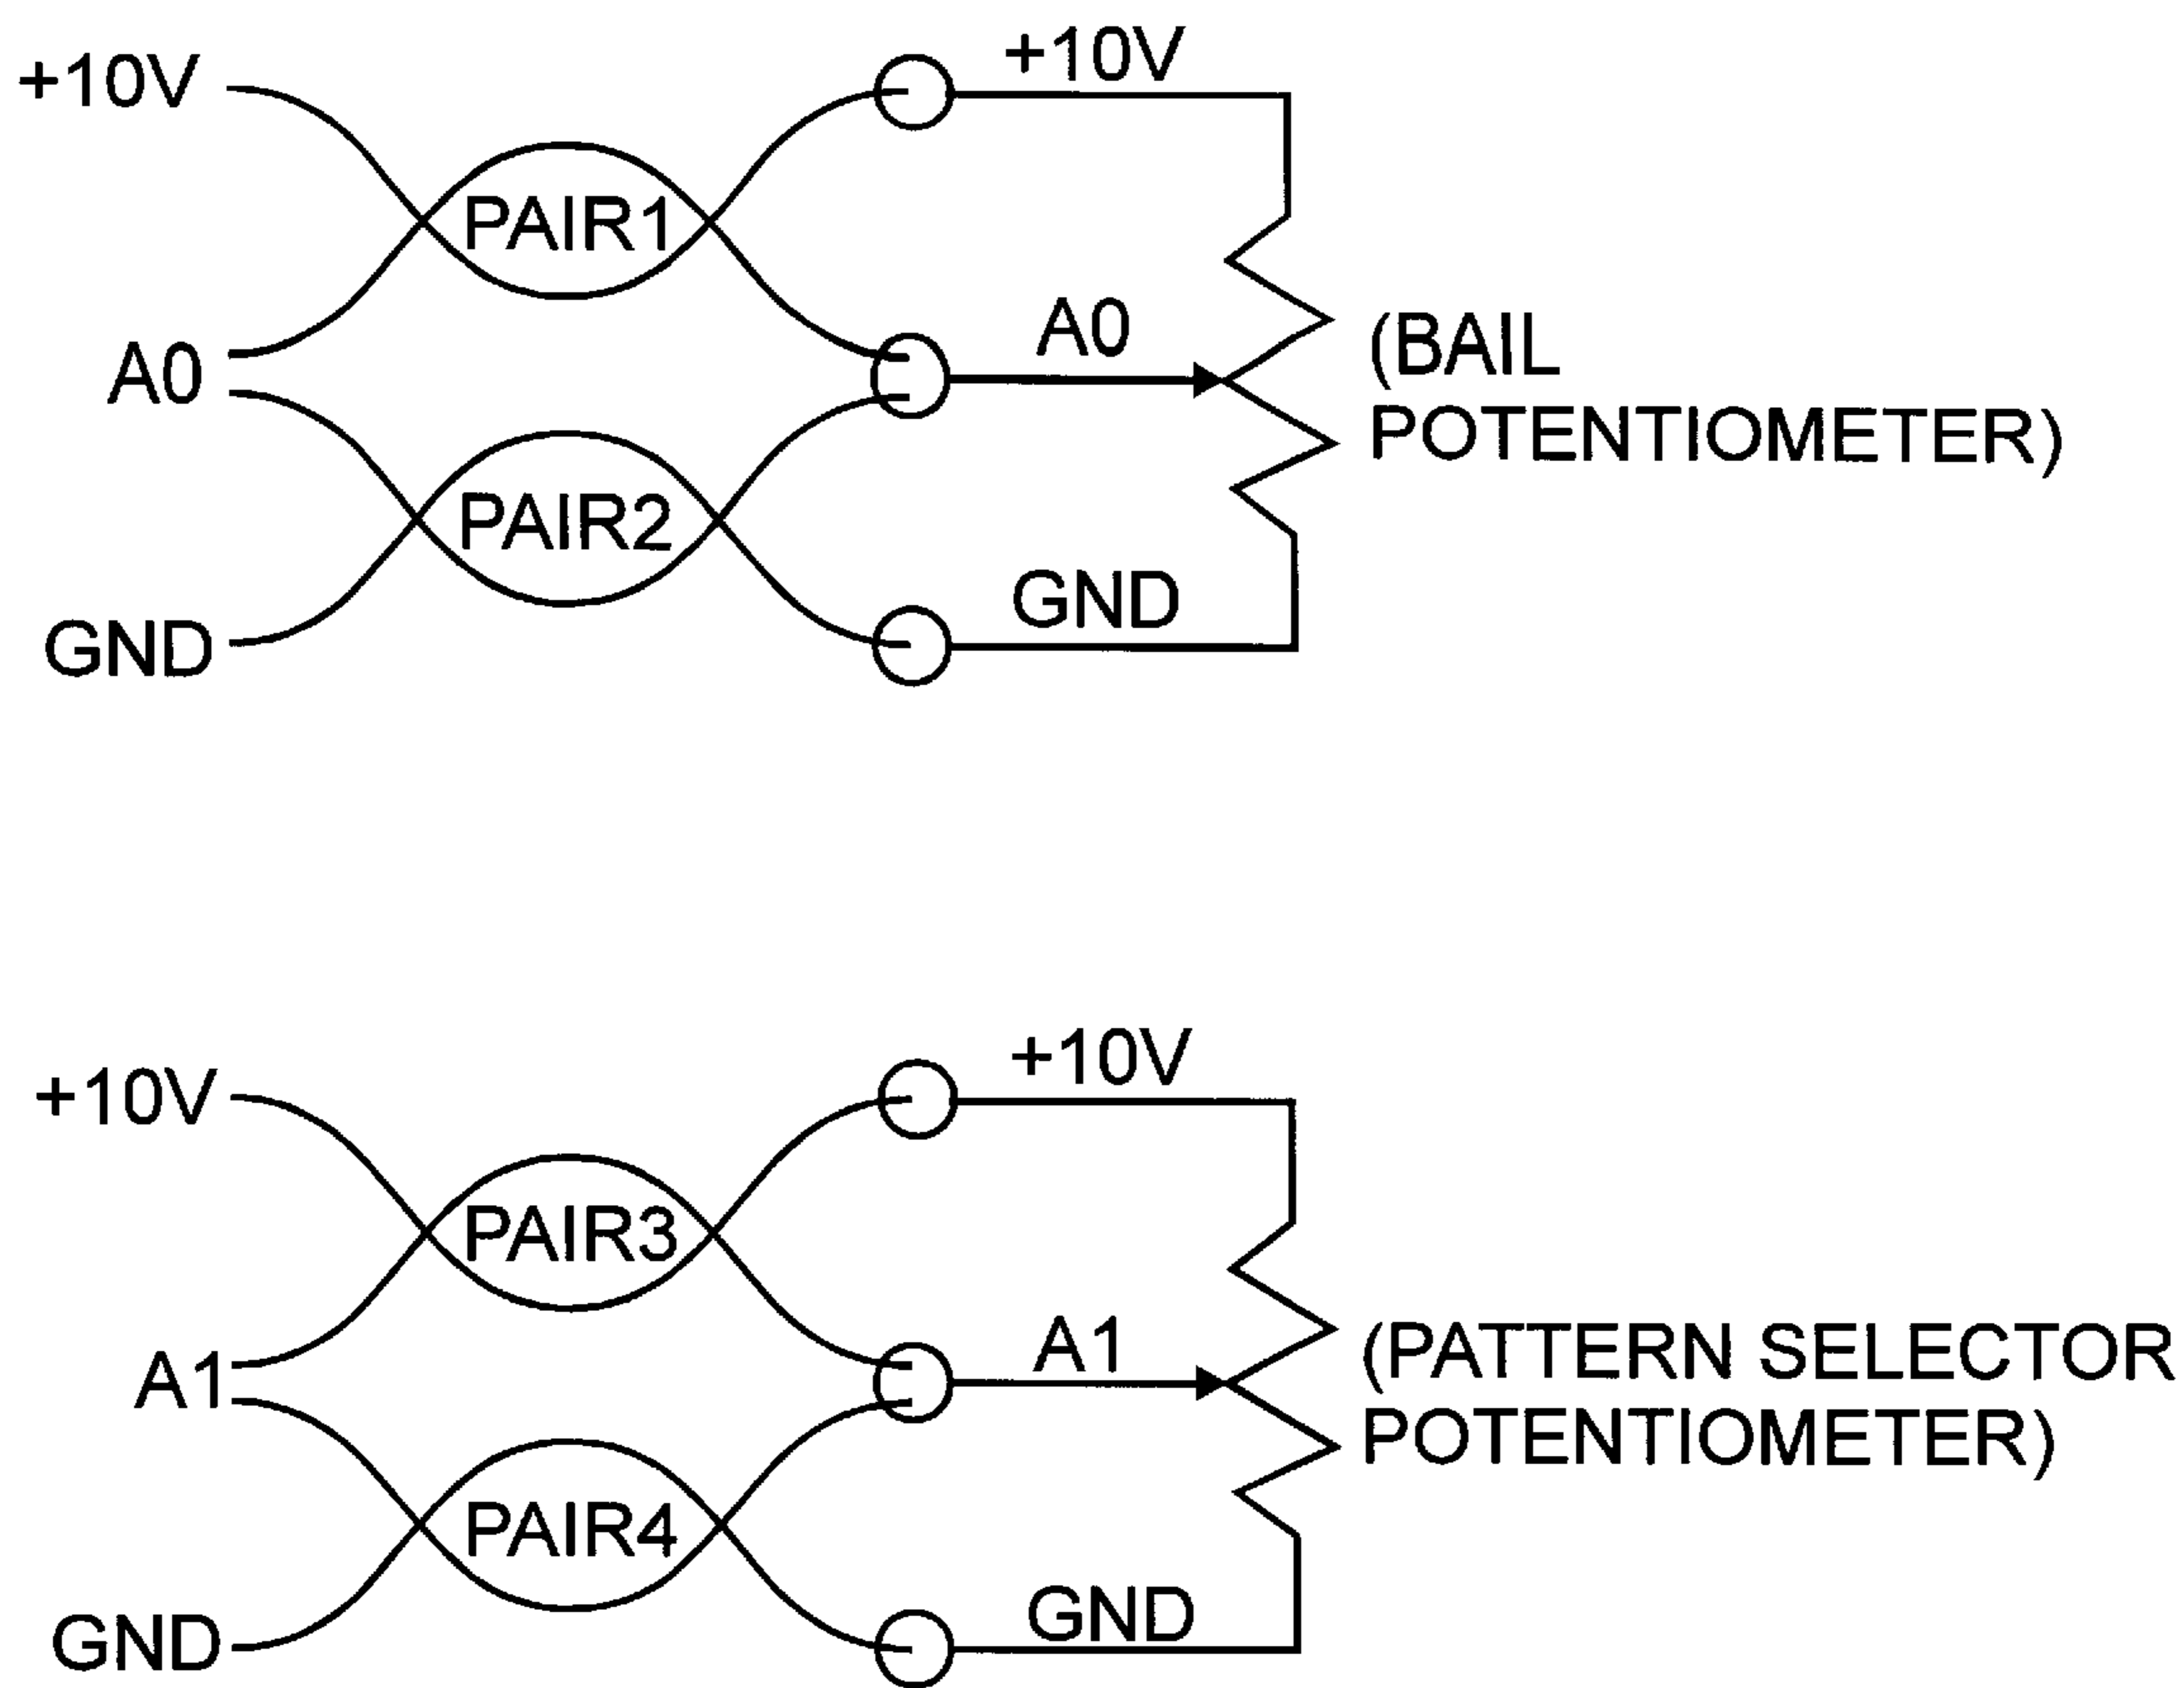 +10V
+10V
PAIR1
A0
A0
(BAIL
POTENTIOMETER)
PAIR2
GND
GND
+10V
+10V
PAIR3
A1
A1
(PATTERN SELECTOR
POTENTIOMETER)
PAIR4
GND
GND